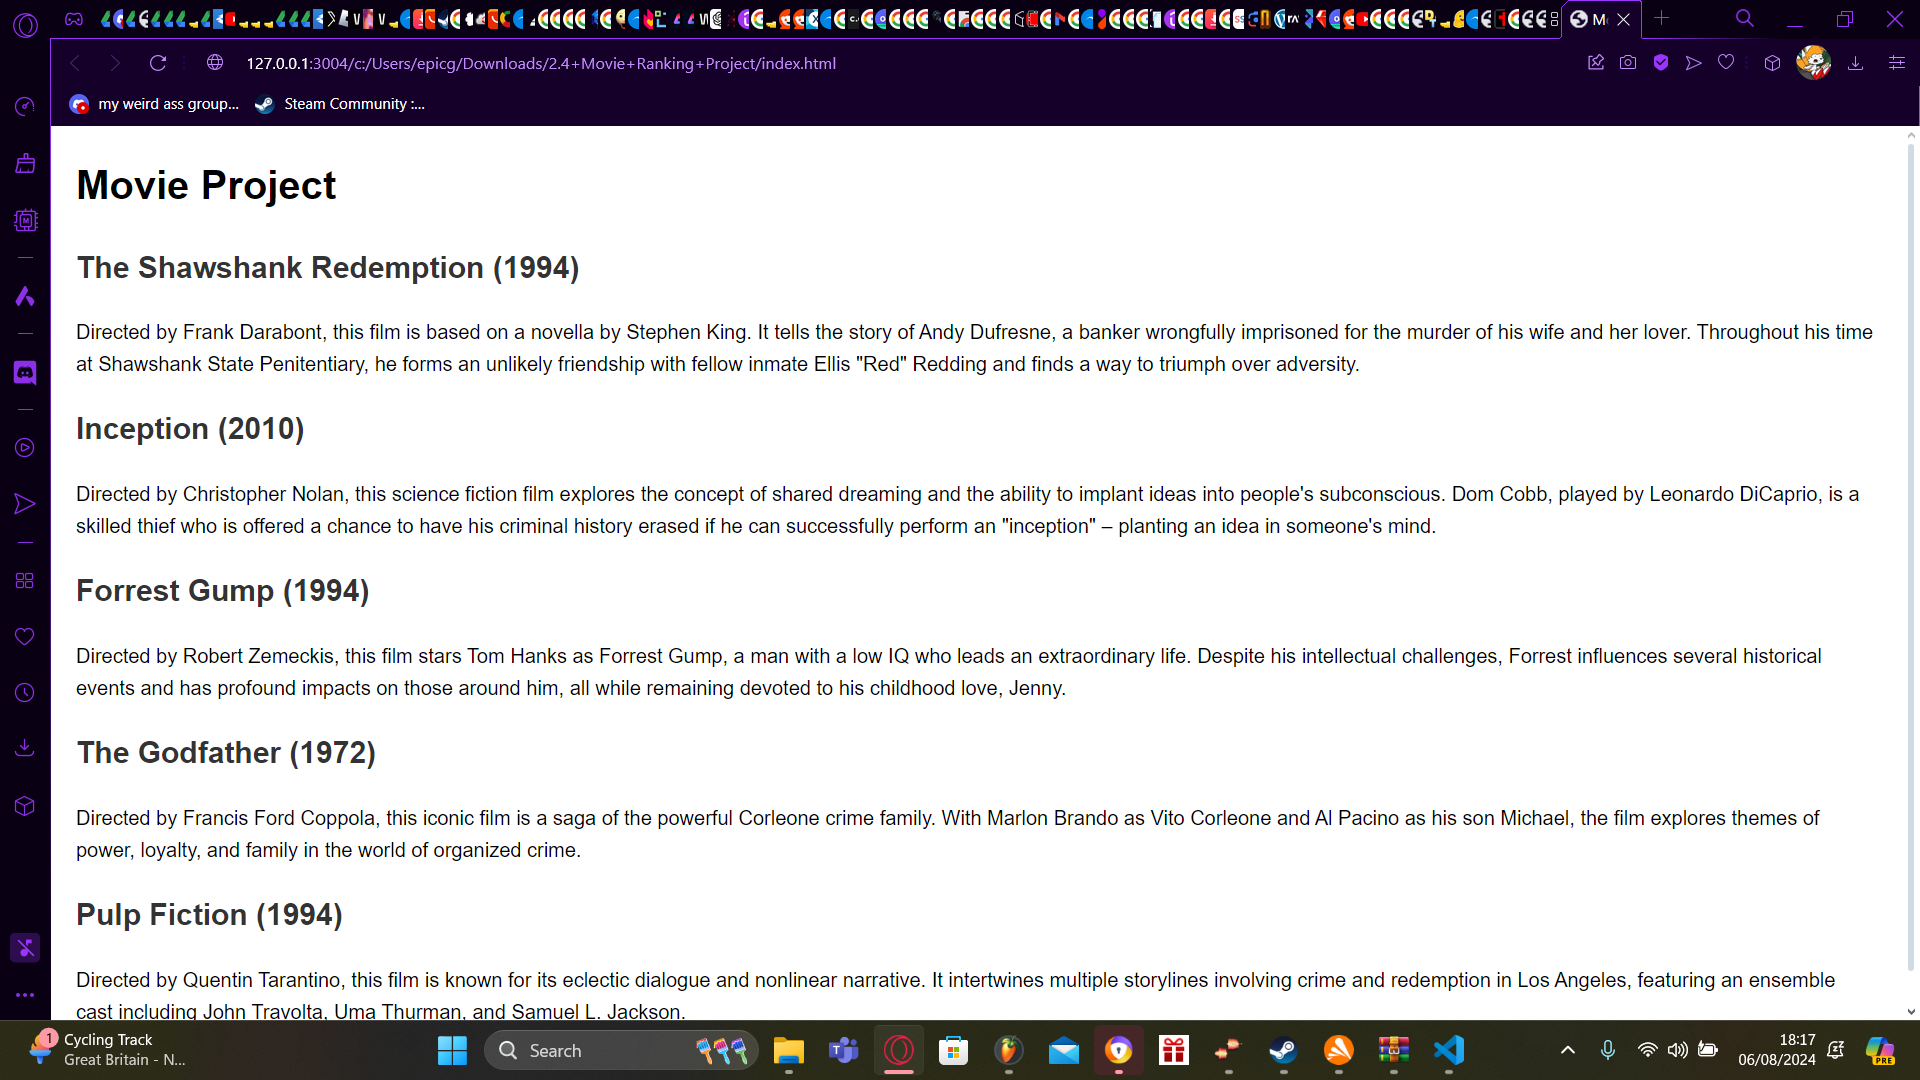 M
127.0.0.1:3004/c:/Users/epicg/Downloads/2.4+Movie+Ranking+Project/index.html
my weird ass group...
Steam Community :...
Movie Project
The Shawshank Redemption (1994)
Directed by Frank Darabont, this film is based on a novella by Stephen King. It tells the story of Andy Dufresne, a banker wrongfully imprisoned for the murder of his wife and her lover. Throughout his time
at Shawshank State Penitentiary, he forms an unlikely friendship with fellow inmate Ellis "Red" Redding and finds a way to triumph over adversity.
Inception (2010)
Directed by Christopher Nolan, this science fiction film explores the concept of shared dreaming and the ability to implant ideas into people's subconscious. Dom Cobb, played by Leonardo DiCaprio, is a
skilled thief who is offered a chance to have his criminal history erased if he can successfully perform an "inception" – planting an idea in someone's mind.
Forrest Gump (1994)
Directed by Robert Zemeckis, this film stars Tom Hanks as Forrest Gump, a man with a low IQ who leads an extraordinary life. Despite his intellectual challenges, Forrest influences several historical
events and has profound impacts on those around him, all while remaining devoted to his childhood love, Jenny.
The Godfather (1972)
Directed by Francis Ford Coppola, this iconic film is a saga of the powerful Corleone crime family. With Marlon Brando as Vito Corleone and Al Pacino as his son Michael, the film explores themes of
power, loyalty, and family in the world of organized crime.
Pulp Fiction (1994)
Directed by Quentin Tarantino, this film is known for its eclectic dialogue and nonlinear narrative. It intertwines multiple storylines involving crime and redemption in Los Angeles, featuring an ensemble
cast including John Travolta, Uma Thurman, and Samuel L. Jackson.
1
Cycling Track
Great Britain - N...
Search
18:17
06/08/2024
PRE